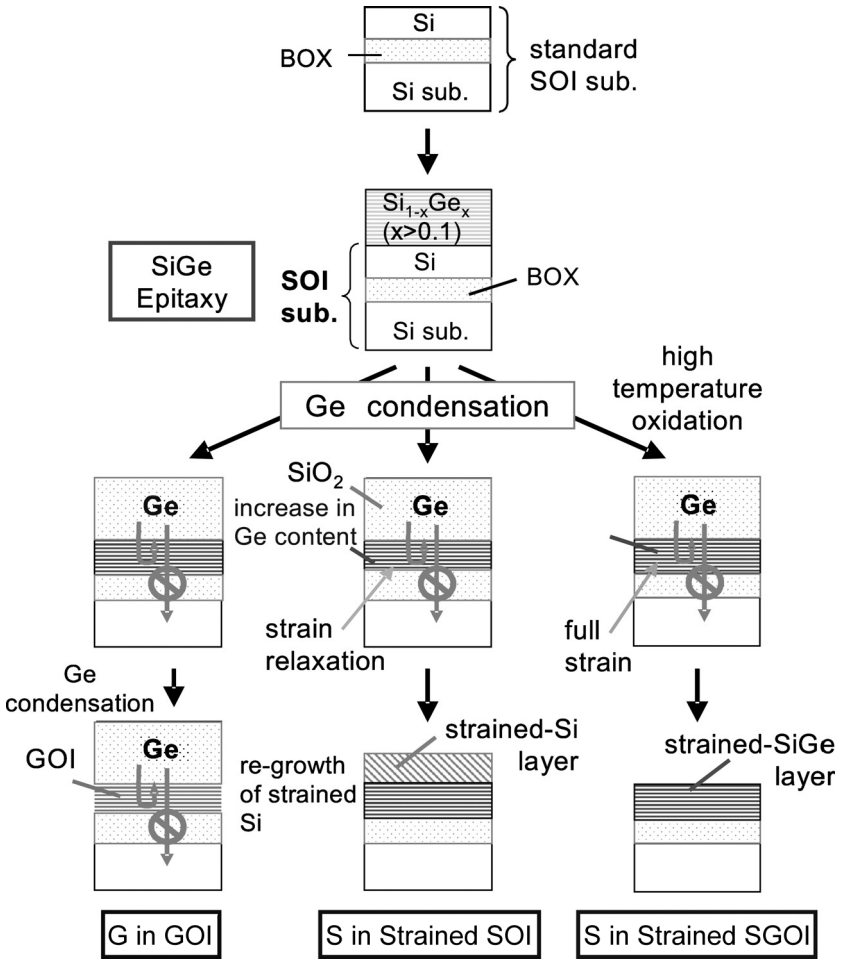 Si
BOX
Si sub.
standard
SOI sub.
Si1-xGex
(x>0.1)
Si
SiGe
Epitaxy
SOI
sub.
BOX
Si sub.
high
temperature
oxidation
Ge condensation
SiO2
increase in
Ge content
Ge
Ge
Ge
strain
relaxation
full
strain
Ge
condensation
GOI
Ge
strained-Si
layer
re-growth
of strained
Si
strained-SiGe
layer
G in GOI
S in Strained SOI
S in Strained SGOI